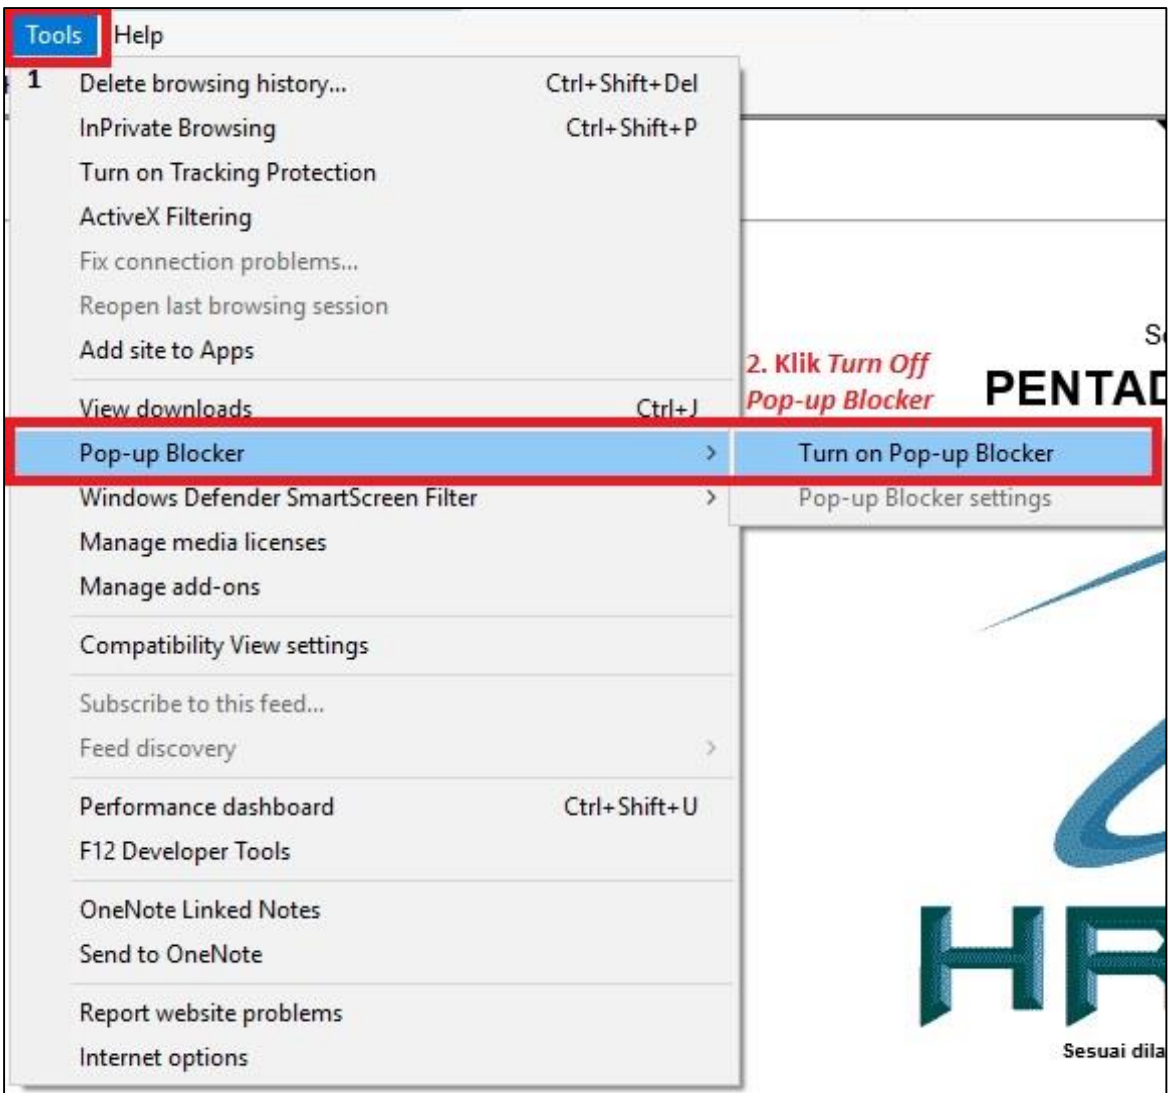 Tools Help
1 Delete browsing history... Ctrl+Shift+Del
InPrivate Browsing Ctrl+Shift+P
Turn on Tracking Protection
ActiveX Filtering
Fix connection problems...
Reopen last browsing session
Add site to Apps
View downloads Ctrl+J
Pop-up Blocker >
Windows Defender SmartScreen Filter >
Manage media licenses
Manage add-ons
Compatibility View settings
Subscribe to this feed...
Feed discovery >
Performance dashboard Ctrl+Shift+U
F12 Developer Tools
OneNote Linked Notes
Send to OneNote
Report website problems
Internet options
2. Klik Turn Off
Pop-up Blocker
Turn on Pop-up Blocker
Pop-up Blocker settings
PENTAD
HR
Sesuai dila